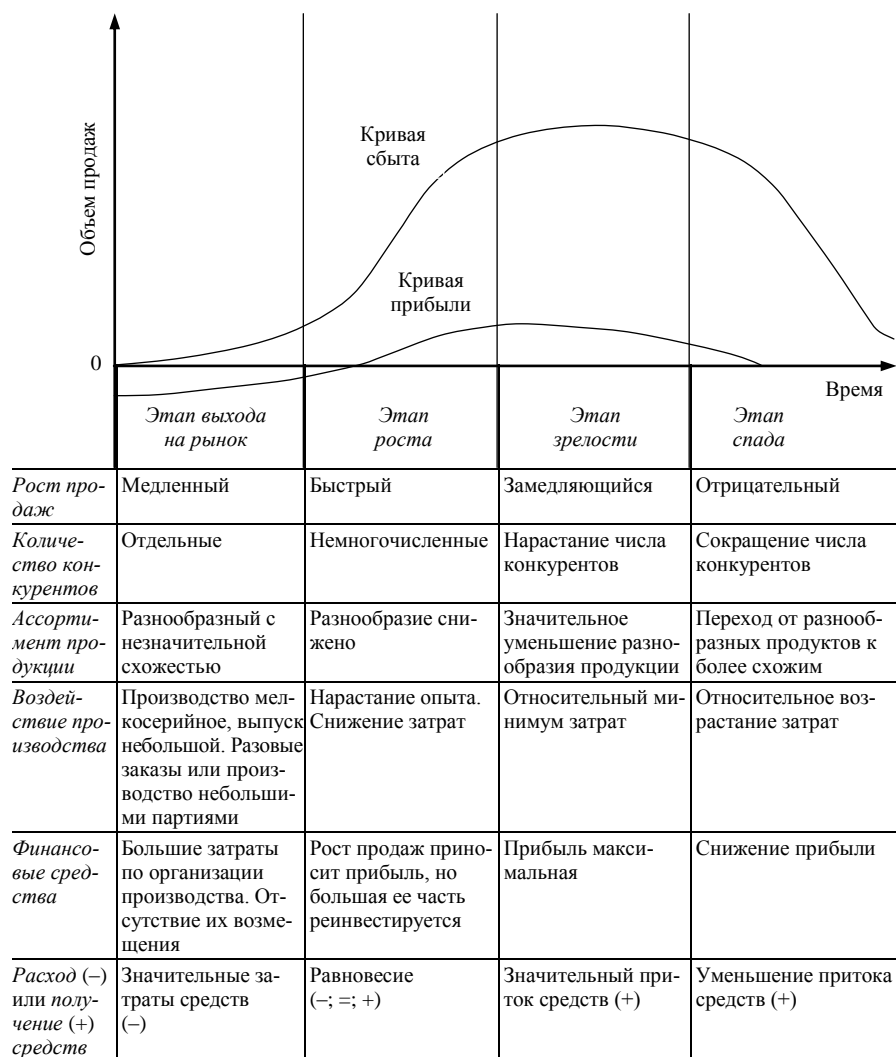 Объем продаж
Кривая
сбыта
Кривая
прибыли
0
Время
Этап выхода
на рынок
Этап
роста
Этап
зрелости
Этап
спада
Рост про-
даж
Медленный
Быстрый
Замедляющийся
Отрицательный
Количе-
ство кон-
курентов
Отдельные
Немногочисленные
Нарастание числа
конкурентов
Сокращение числа
конкурентов
Ассорти-
мент про-
дукции
Разнообразный с
незначительной
схожестью
Разнообразие сни-
жено
Значительное
уменьшение разно-
образия продукции
Переход от разнооб-
разных продуктов к
более схожим
Воздей-
ствие про-
изводства
Производство мел-
косерийное, выпуск
небольшой. Разовые
заказы или произ-
водство небольши-
ми партиями
Нарастание опыта.
Снижение затрат
Относительный ми-
нимум затрат
Относительное воз-
растание затрат
Финансо-
вые сред-
ства
Большие затраты
по организации
производства. От-
сутствие их возме-
щения
Рост продаж прино-
сит прибыль, но
большая ее часть
реинвестируется
Прибыль макси-
мальная
Снижение прибыли
Расход (–)
или полу-
чение (+)
средств
Значительные за-
траты средств
(–)
Равновесие
(–; =; +)
Значительный при-
ток средств (+)
Уменьшение притока
средств (+)